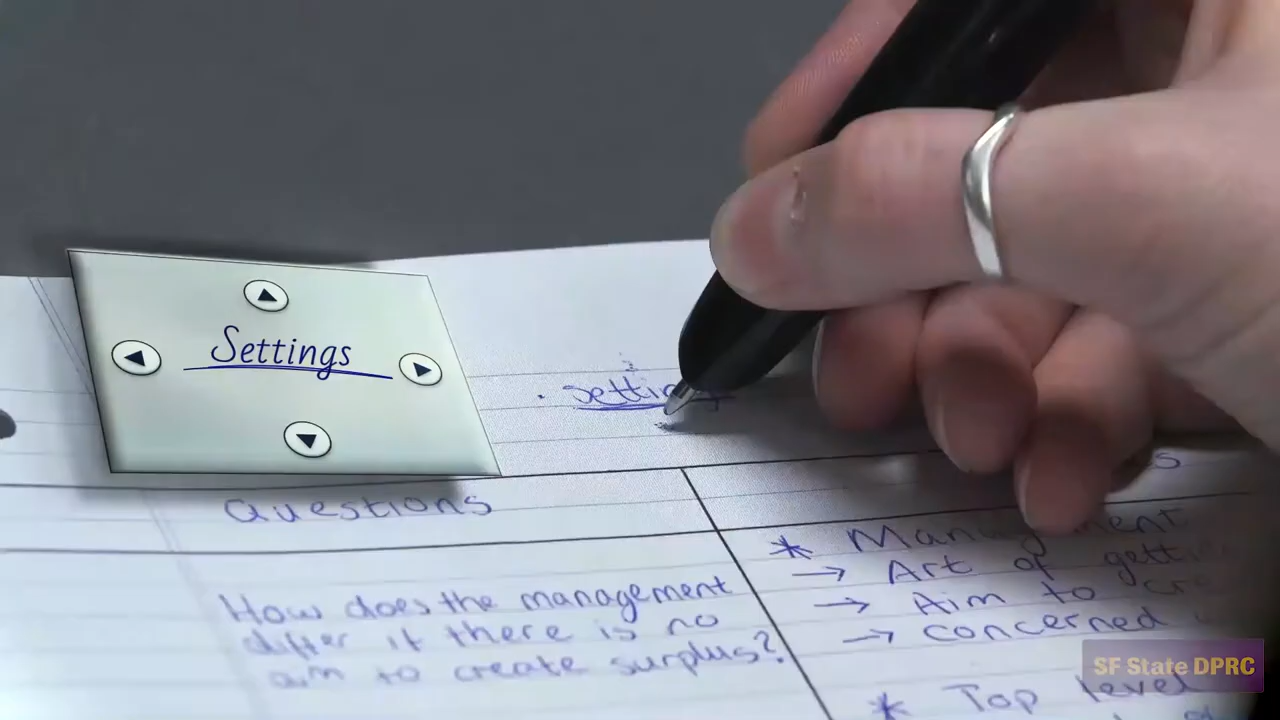 Settings
· settings
Questions
How does the management
differ if there is no
aim to create surplus?
* Management
→ Art of
→ Aim to
→ concerned
* Top level
SF State DPRC